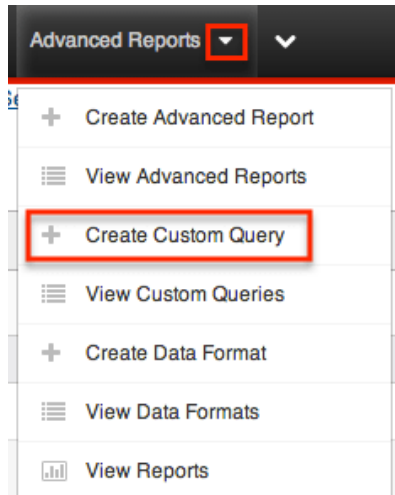 Advanced Reports
Create Advanced Report
View Advanced Reports
Create Custom Query
View Custom Queries
Create Data Format
View Data Formats
View Reports